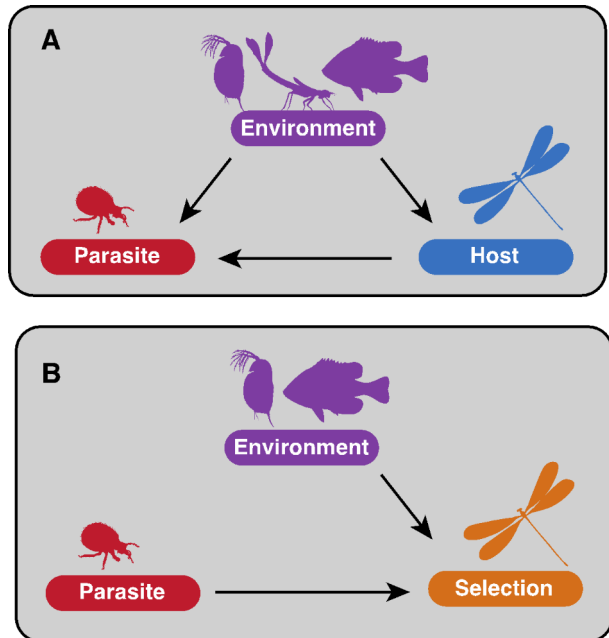 A
Environment
Parasite
Host
B
Environment
Parasite
Selection